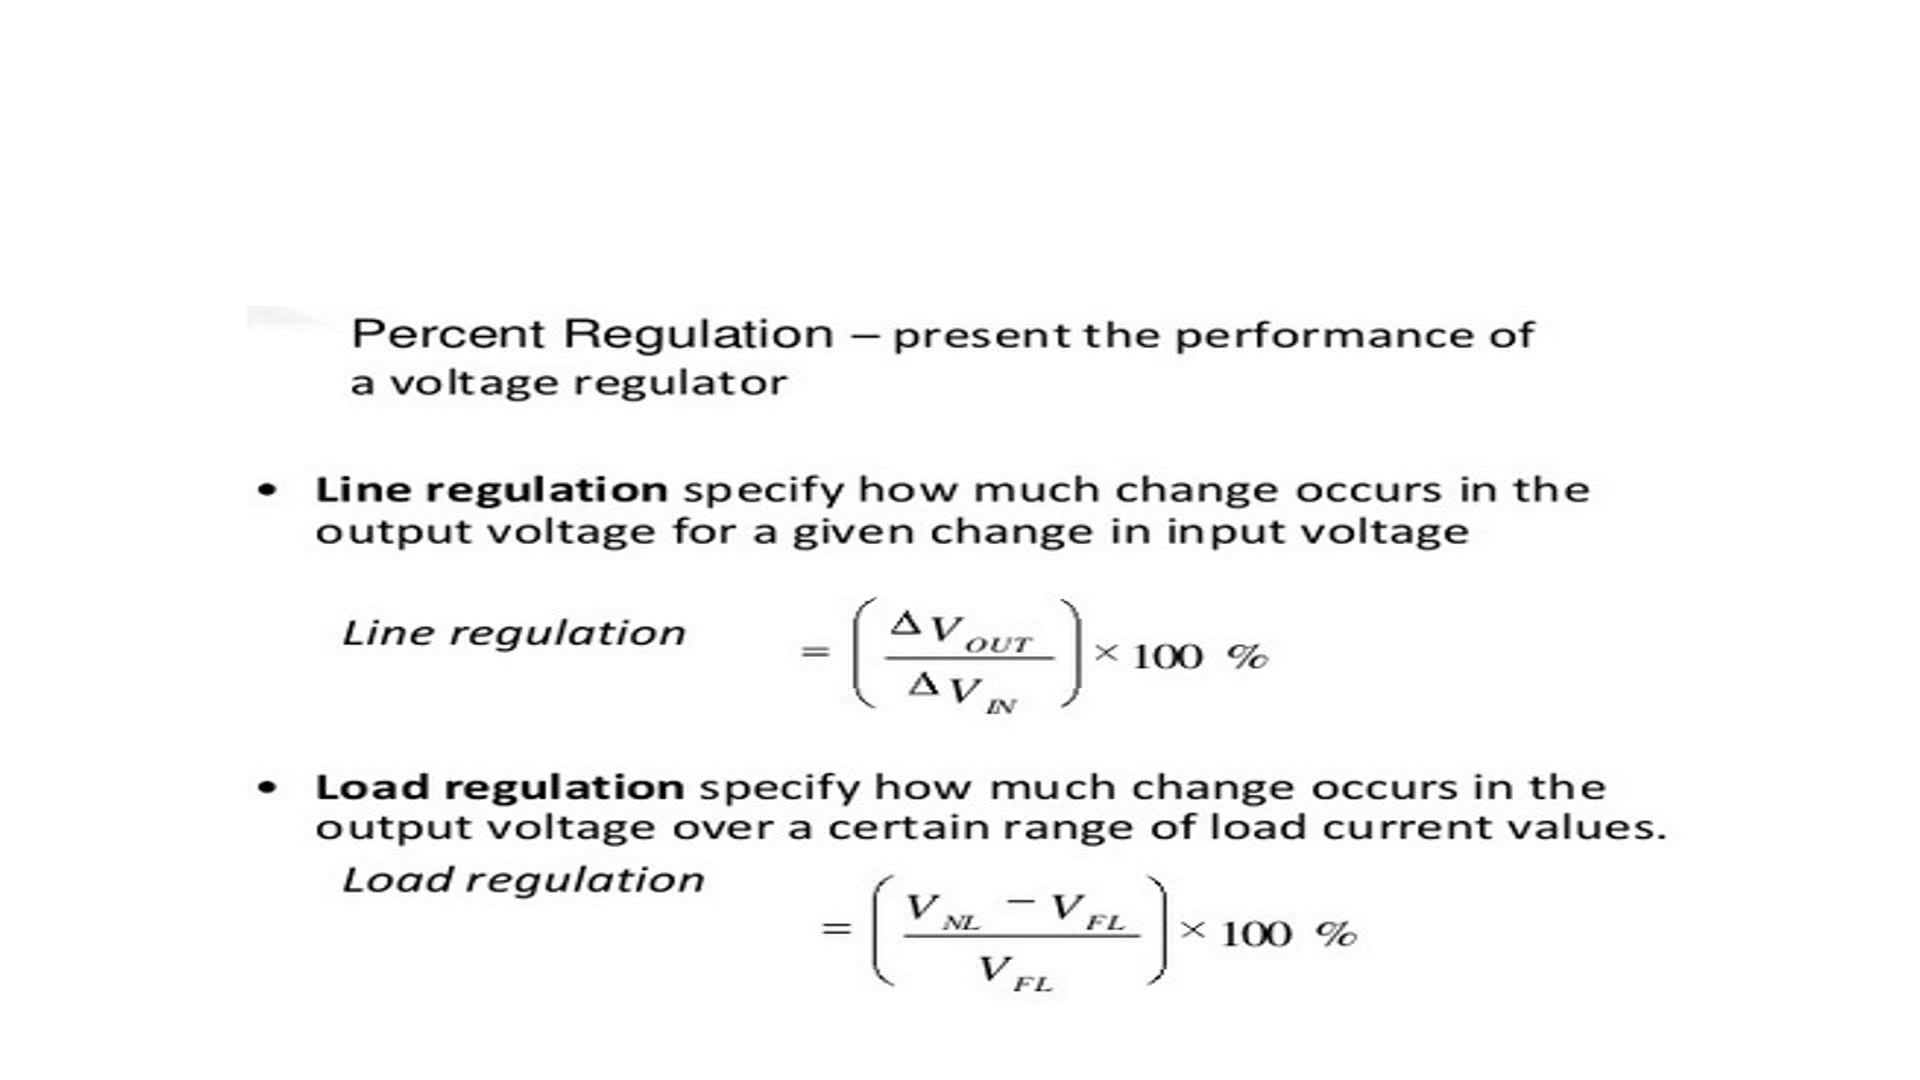 Percent Regulation – present the performance of
a voltage regulator
• Line regulation specify how much change occurs in the
output voltage for a given change in input voltage
Line regulation = (ΔV_OUT / ΔV_IN) × 100 %
• Load regulation specify how much change occurs in the
output voltage over a certain range of load current values.
Load regulation = (V_NL − V_FL / V_FL) × 100 %